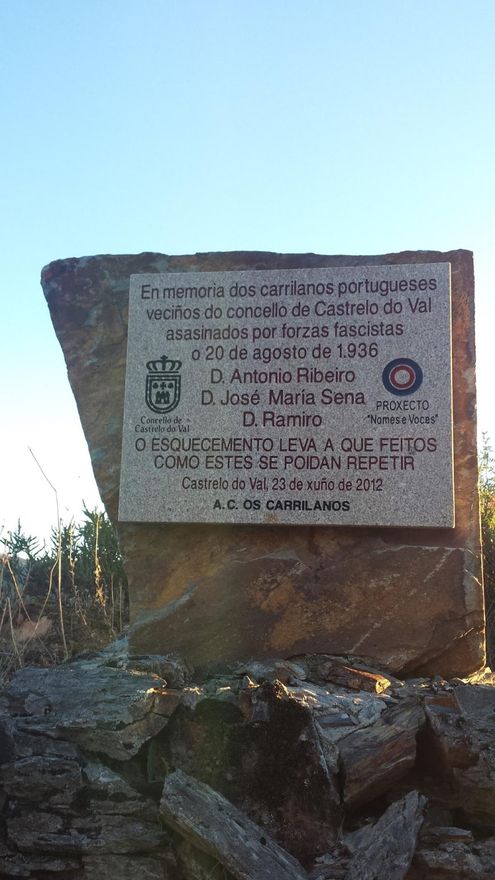 En memoria dos carrilanos portugueses
veciños do concello de Castrelo do Val
asasinados por forzas fascistas
o 20 de agosto de 1.936
D. Antonio Ribeiro
D. José María Sena
D. Ramiro
Concello de
Castrelo do Val
PROXECTO
"Nomes e Voces"
O ESQUECEMENTO LEVA A QUE FEITOS
COMO ESTES SE POIDAN REPETIR
Castrelo do Val, 23 de xuño de 2012
A.C. OS CARRILANOS